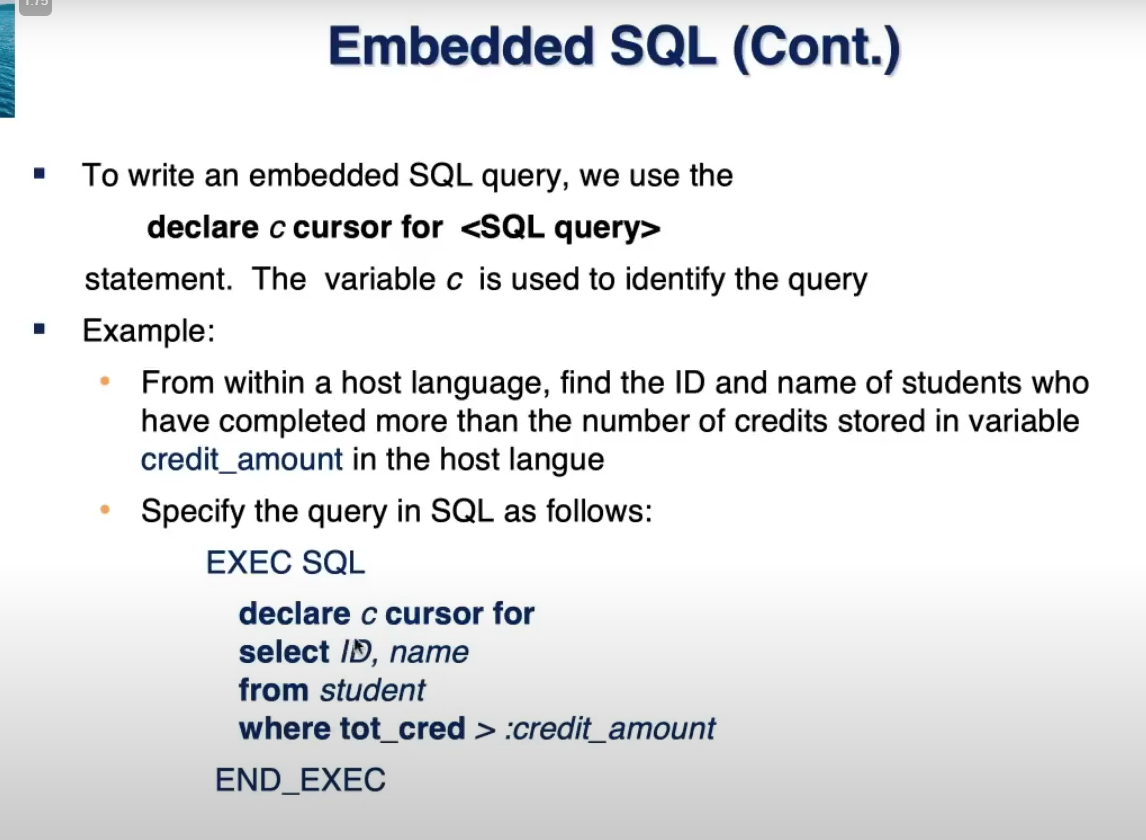 1.75
Embedded SQL (Cont.)
▪ To write an embedded SQL query, we use the
declare c cursor for <SQL query>
statement. The variable c is used to identify the query
▪ Example:
• From within a host language, find the ID and name of students who
have completed more than the number of credits stored in variable
credit_amount in the host langue
• Specify the query in SQL as follows:
EXEC SQL
declare c cursor for
select ID, name
from student
where tot_cred > :credit_amount
END_EXEC